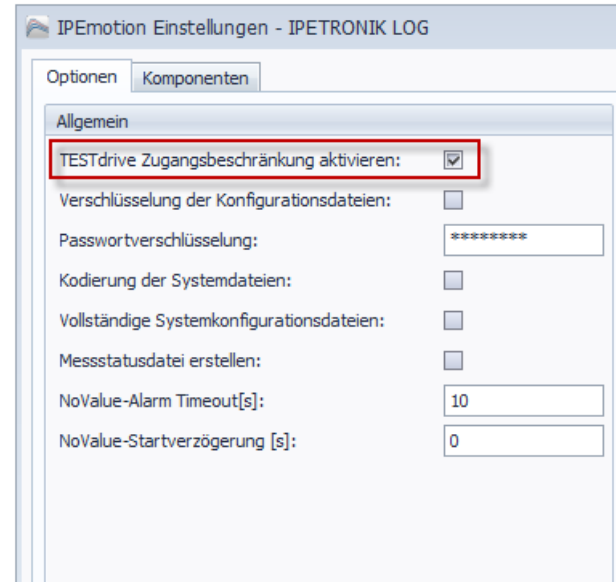 IPEmotion Einstellungen - IPETRONIK LOG
Optionen Komponenten
Allgemein
TESTdrive Zugangsbeschränkung aktivieren:
Verschlüsselung der Konfigurationsdateien:
Passwortverschlüsselung: ********
Kodierung der Systemdateien:
Vollständige Systemkonfigurationsdateien:
Messstatusdatei erstellen:
NoValue-Alarm Timeout[s]: 10
NoValue-Startverzögerung [s]: 0